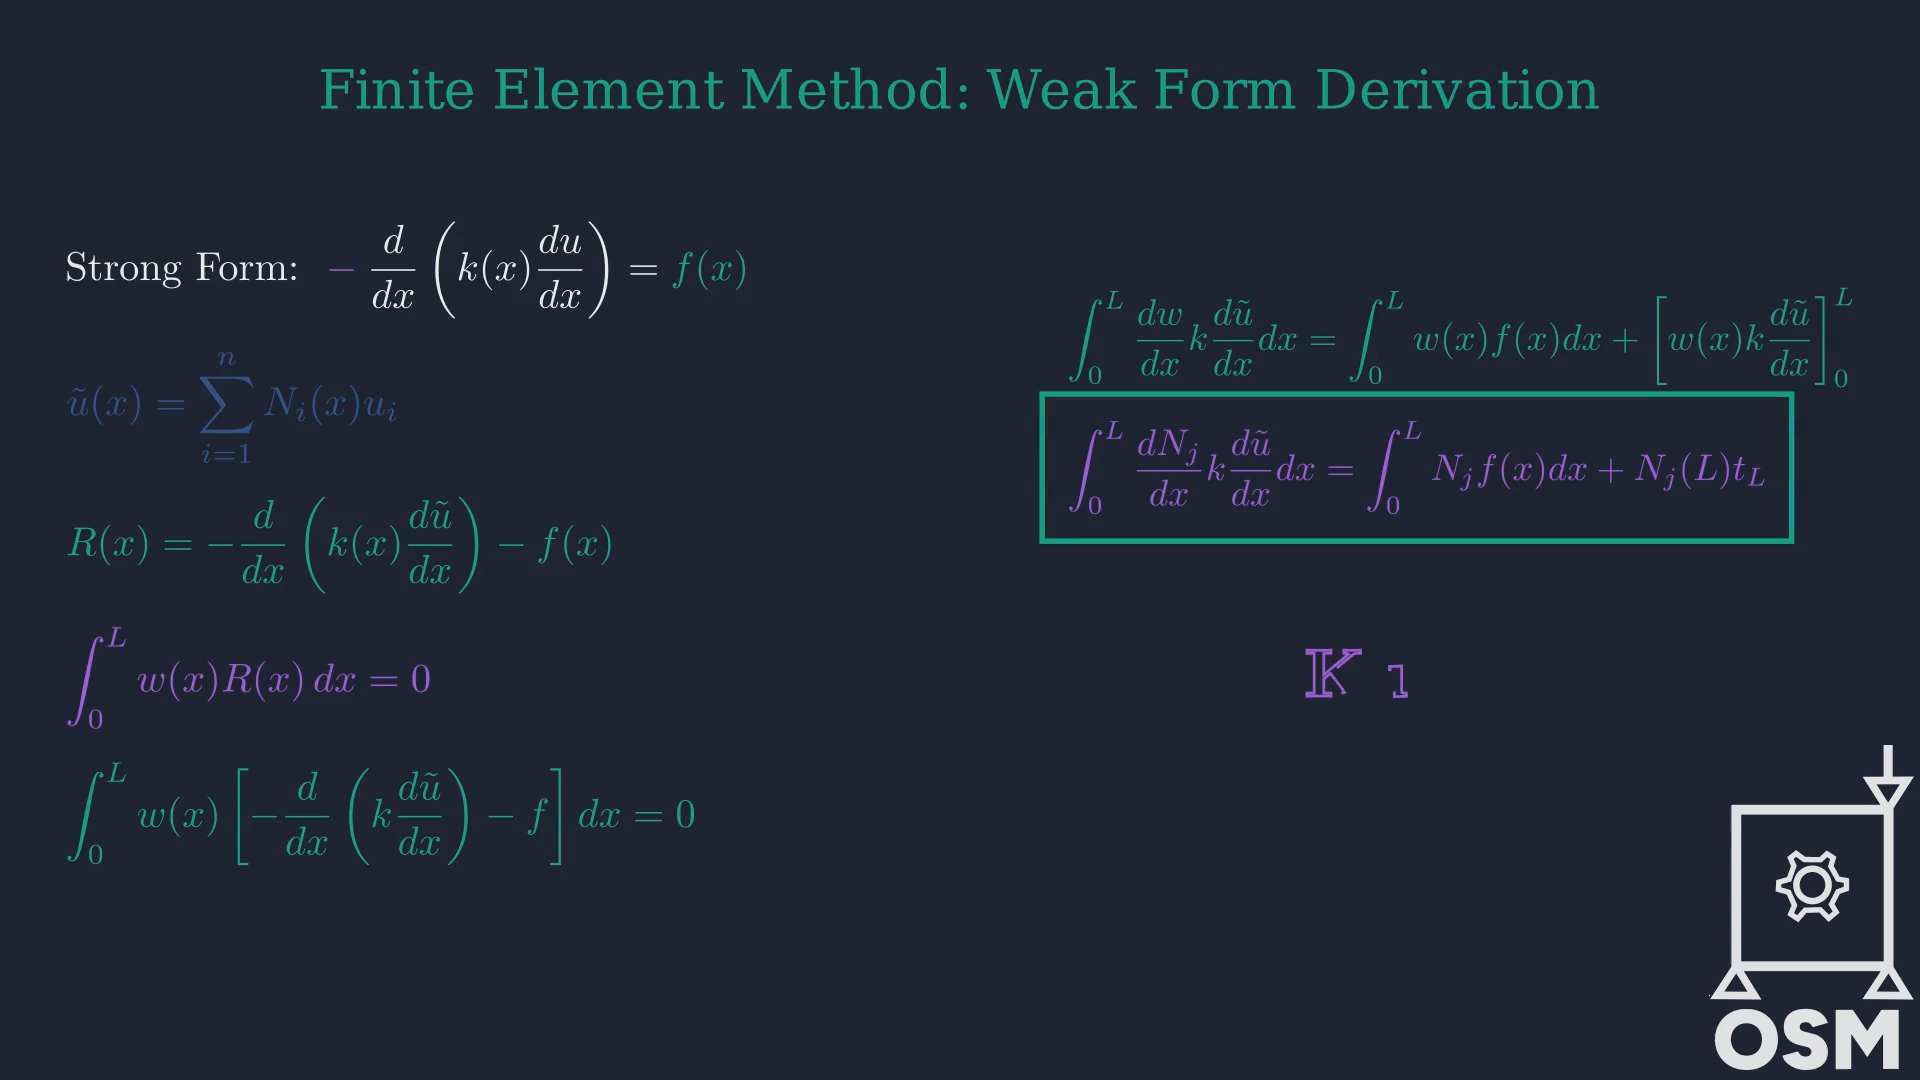 Finite Element Method: Weak Form Derivation
Strong Form: − d/dx (k(x) du/dx) = f(x)
ũ(x) = ∑_{i=1}^{n} N_i(x)u_i
R(x) = − d/dx (k(x) dũ/dx) − f(x)
∫_0^L w(x)R(x) dx = 0
∫_0^L w(x) [− d/dx (k dũ/dx) − f] dx = 0
∫_0^L dw/dx k dũ/dx dx = ∫_0^L w(x)f(x)dx + [w(x)k dũ/dx]_0^L
∫_0^L dN_j/dx k dũ/dx dx = ∫_0^L N_j f(x)dx + N_j(L)t_L
𝕂
OSM